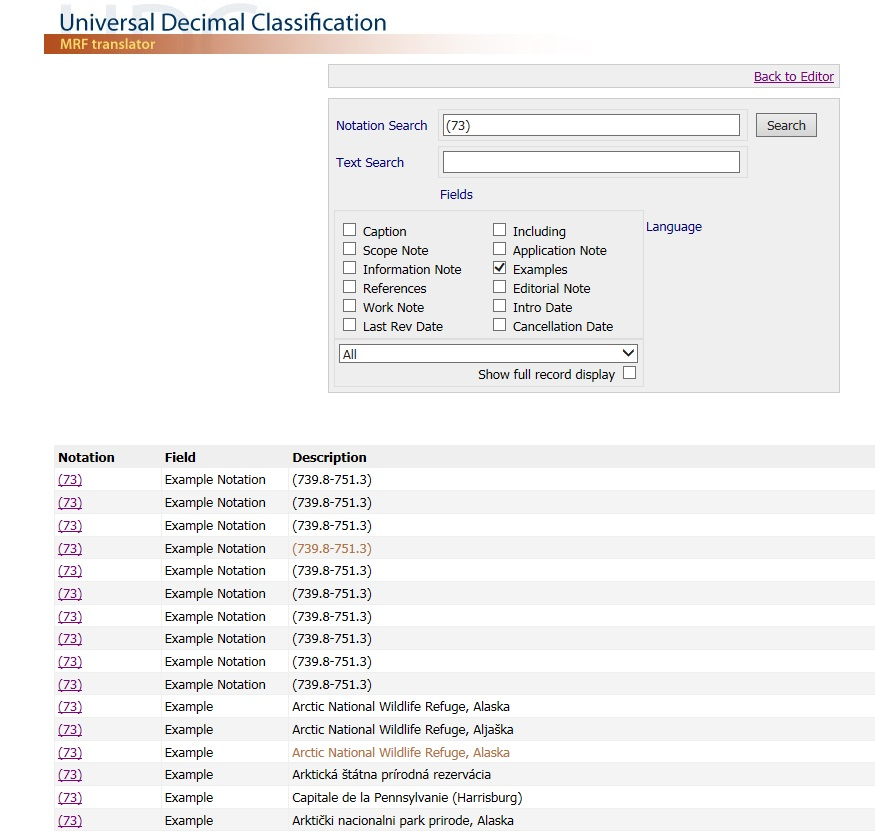 Universal Decimal Classification
MRF translator
Back to Editor
Notation Search (73) Search
Text Search
Fields
Language
Caption Including
Scope Note Application Note
Information Note Examples
References Editorial Note
Work Note Intro Date
Last Rev Date Cancellation Date
All
Show full record display
Notation Field Description
(73) Example Notation (739.8-751.3)
(73) Example Notation (739.8-751.3)
(73) Example Notation (739.8-751.3)
(73) Example Notation (739.8-751.3)
(73) Example Notation (739.8-751.3)
(73) Example Notation (739.8-751.3)
(73) Example Notation (739.8-751.3)
(73) Example Notation (739.8-751.3)
(73) Example Notation (739.8-751.3)
(73) Example Notation (739.8-751.3)
(73) Example Arctic National Wildlife Refuge, Alaska
(73) Example Arctic National Wildlife Refuge, Aljaška
(73) Example Arctic National Wildlife Refuge, Alaska
(73) Example Arktická štátna prírodná rezervácia
(73) Example Capitale de la Pennsylvanie (Harrisburg)
(73) Example Arktički nacionalni park prirode, Alaska